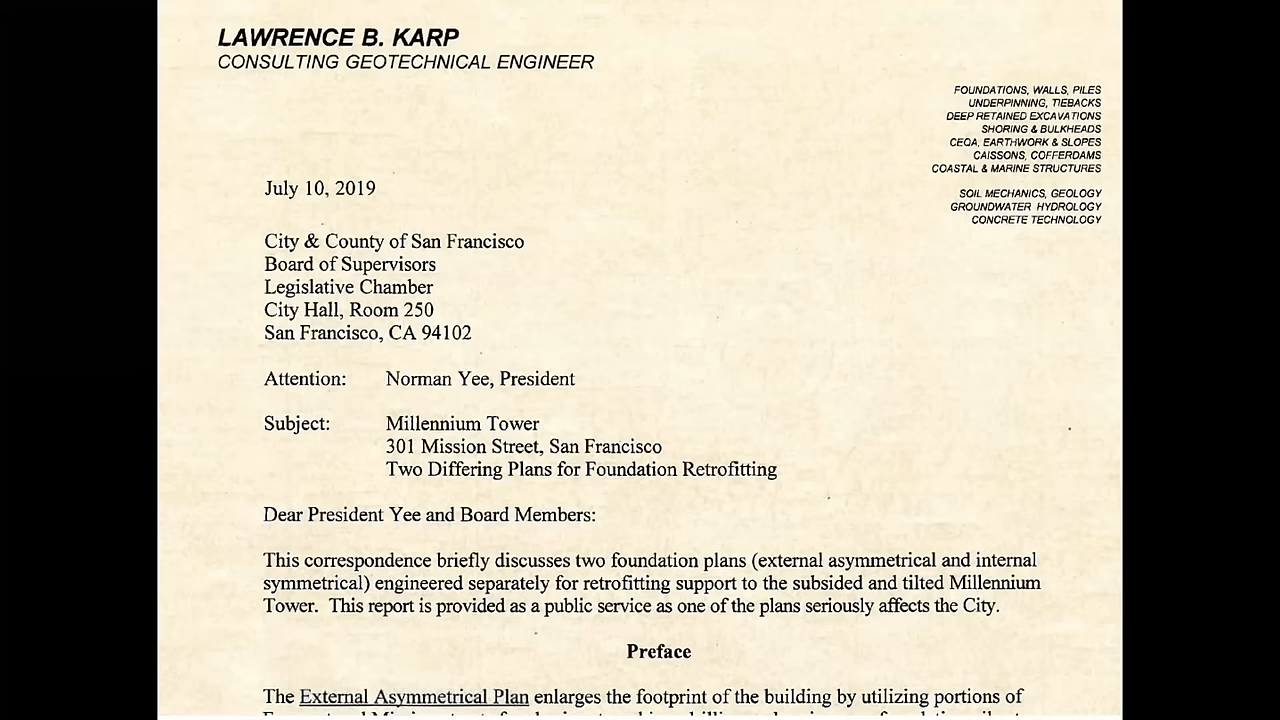 LAWRENCE B. KARP
CONSULTING GEOTECHNICAL ENGINEER
FOUNDATIONS, WALLS, PILES
UNDERPINNING, TIEBACKS
DEEP RETAINED EXCAVATIONS
SHORING & BULKHEADS
CEQA, EARTHWORK & SLOPES
CAISSONS, COFFERDAMS
COASTAL & MARINE STRUCTURES
SOIL MECHANICS, GEOLOGY
GROUNDWATER HYDROLOGY
CONCRETE TECHNOLOGY
July 10, 2019
City & County of San Francisco
Board of Supervisors
Legislative Chamber
City Hall, Room 250
San Francisco, CA 94102
Attention: Norman Yee, President
Subject: Millennium Tower
301 Mission Street, San Francisco
Two Differing Plans for Foundation Retrofitting
Dear President Yee and Board Members:
This correspondence briefly discusses two foundation plans (external asymmetrical and internal
symmetrical) engineered separately for retrofitting support to the subsided and tilted Millennium
Tower. This report is provided as a public service as one of the plans seriously affects the City.
Preface
The External Asymmetrical Plan enlarges the footprint of the building by utilizing portions of